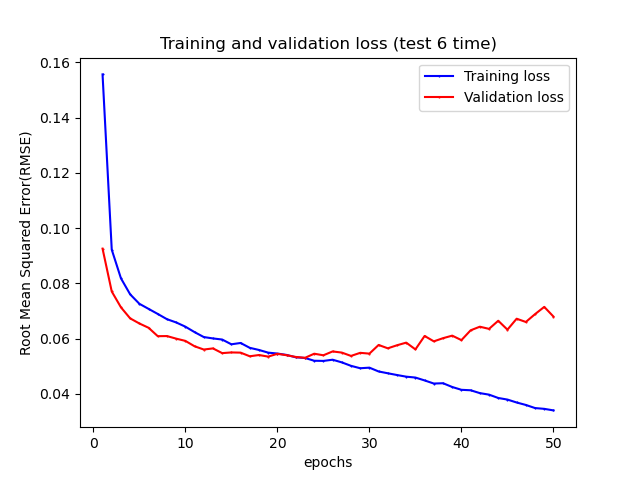 Training and validation loss (test 6 time)
Training loss
Validation loss
Root Mean Squared Error(RMSE)
0.16
0.14
0.12
0.10
0.08
0.06
0.04
0 10 20 30 40 50
epochs